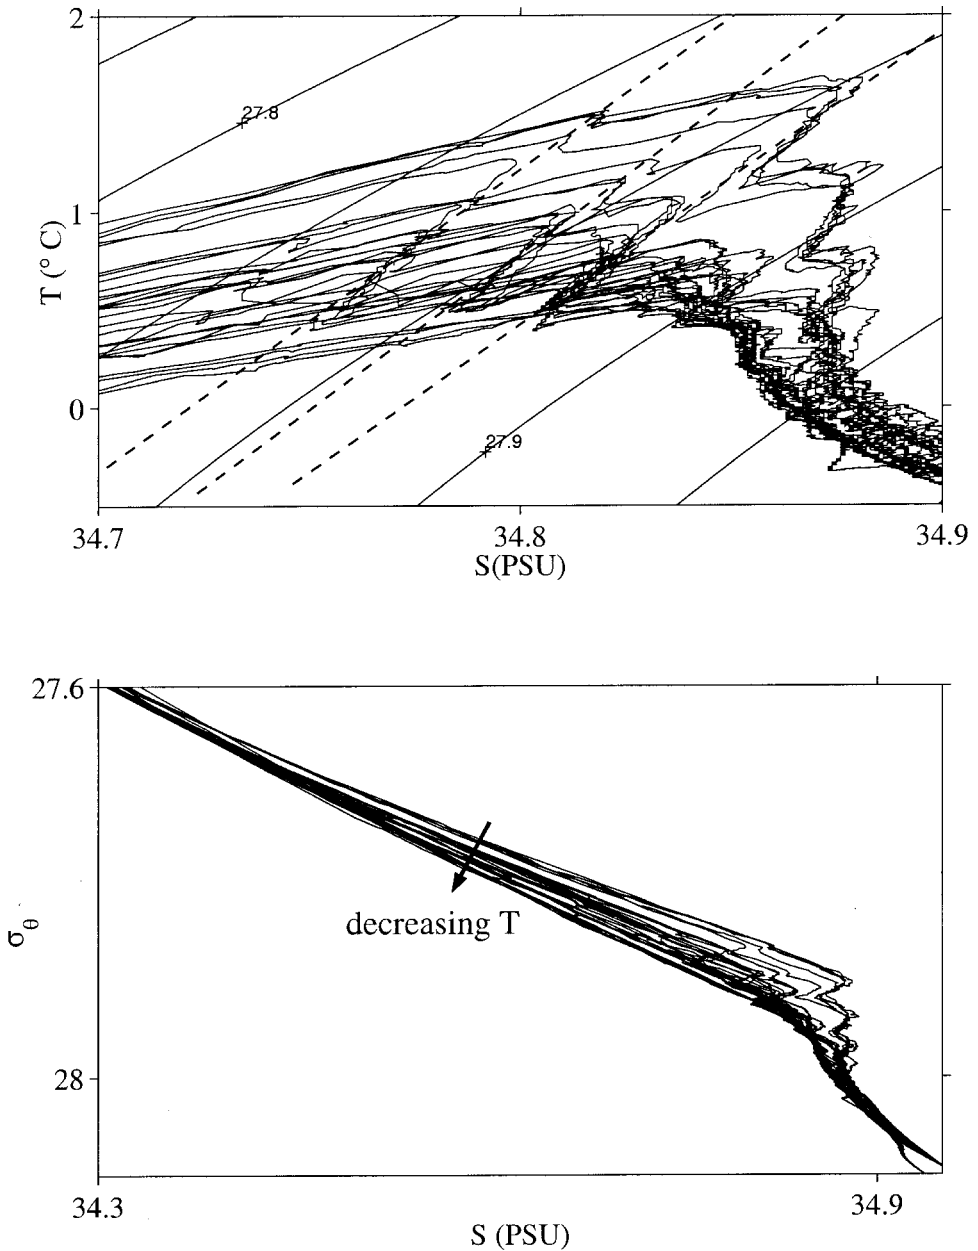 2
27.8
1
T (° C)
0
27.9
34.7
34.8
34.9
S(PSU)
27.6
decreasing T
σθ
28
34.3
34.9
S (PSU)